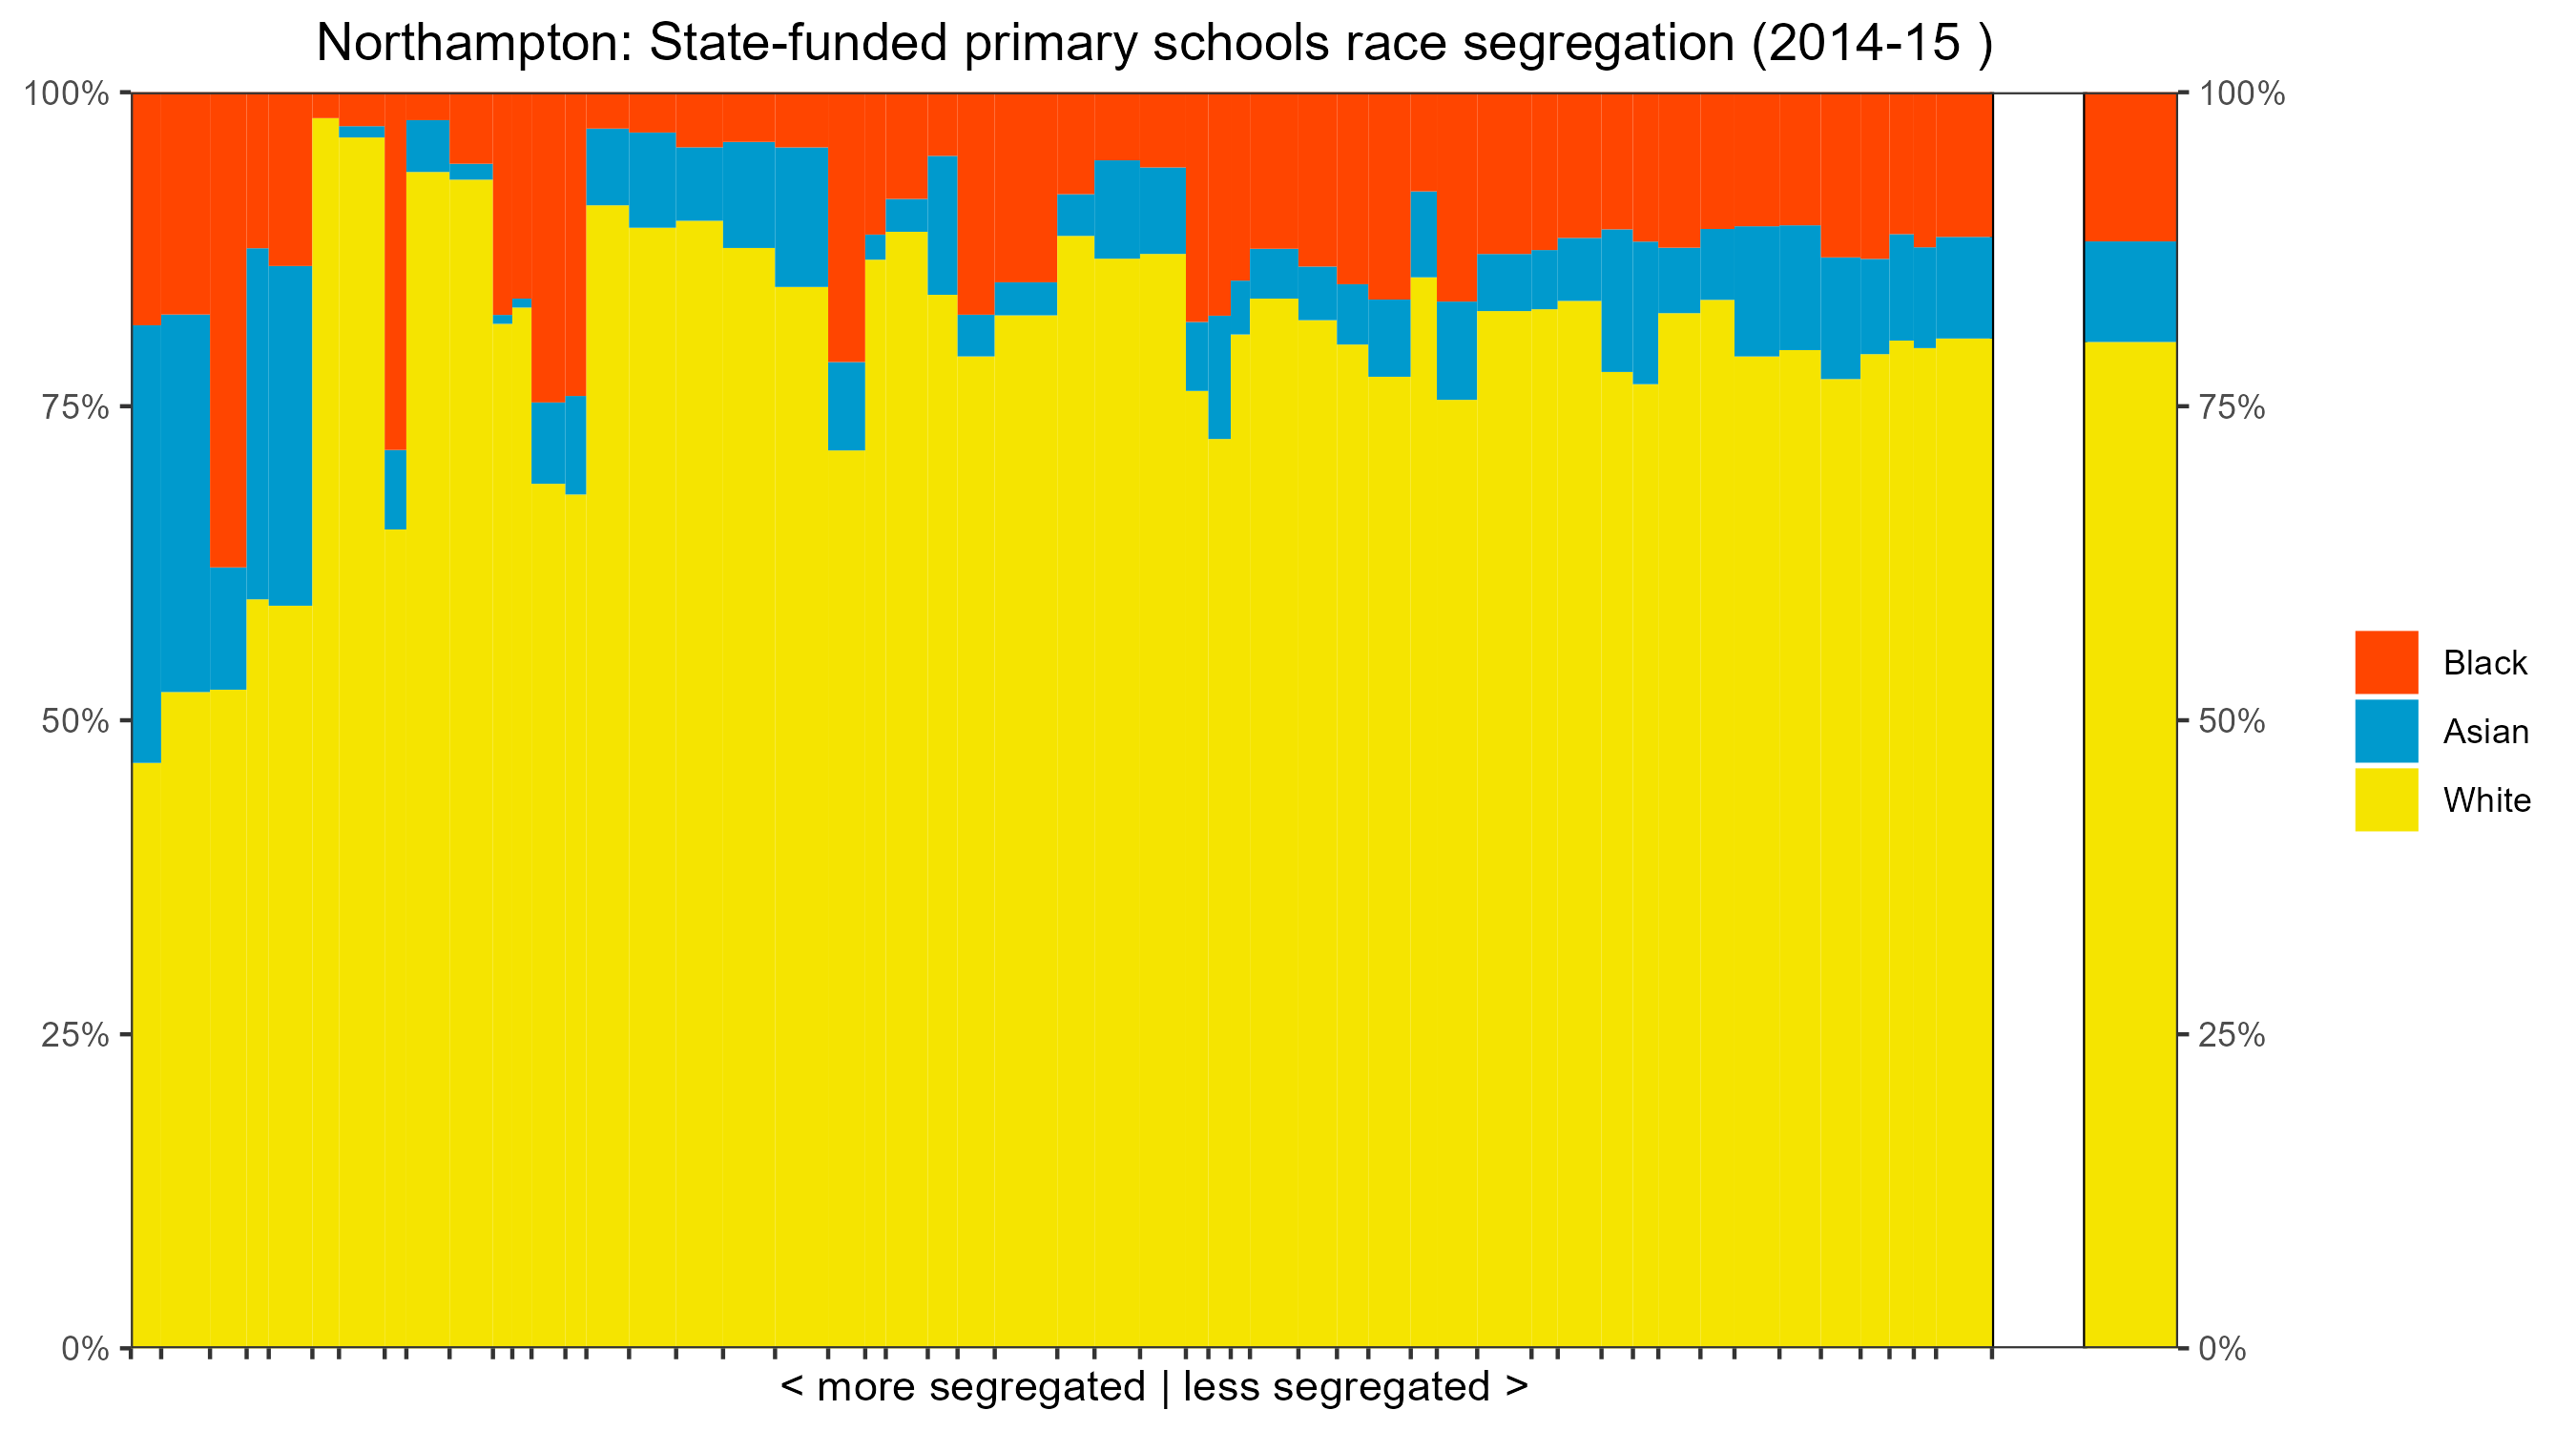 Northampton: State-funded primary schools race segregation (2014-15 )
100%
75%
50%
25%
0%
100%
75%
50%
25%
0%
Black
Asian
White
< more segregated | less segregated >